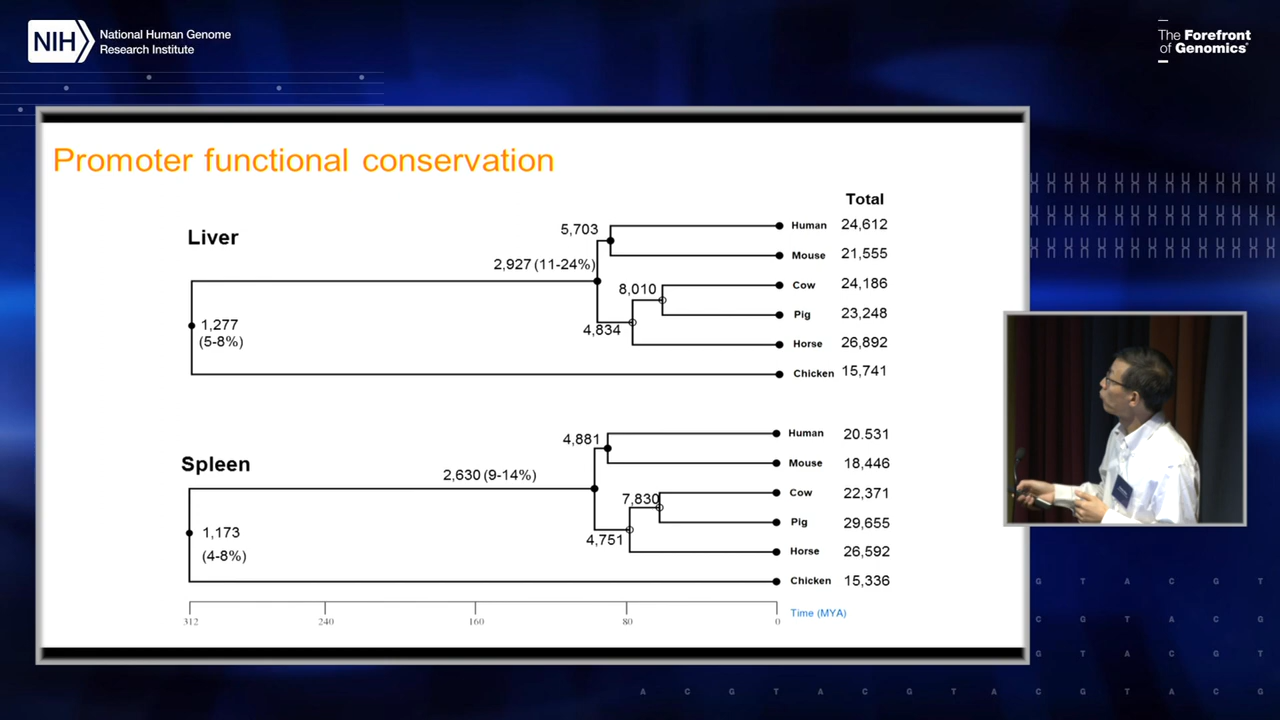 NIH
National Human Genome
Research Institute
The Forefront
of Genomics®
Promoter functional conservation
Total
Liver
5,703
Human 24,612
2,927 (11-24%)
Mouse 21,555
8,010
Cow 24,186
4,834
Pig 23,248
1,277
(5-8%)
Horse 26,892
Chicken 15,741
Spleen
4,881
Human 20.531
2,630 (9-14%)
Mouse 18,446
7,830
Cow 22,371
4,751
Pig 29,655
1,173
(4-8%)
Horse 26,592
Chicken 15,336
312 240 160 80 0 Time (MYA)
G T A C G T
C G T A C G
T A C G T A
A C G T A C G T A C G T A C G